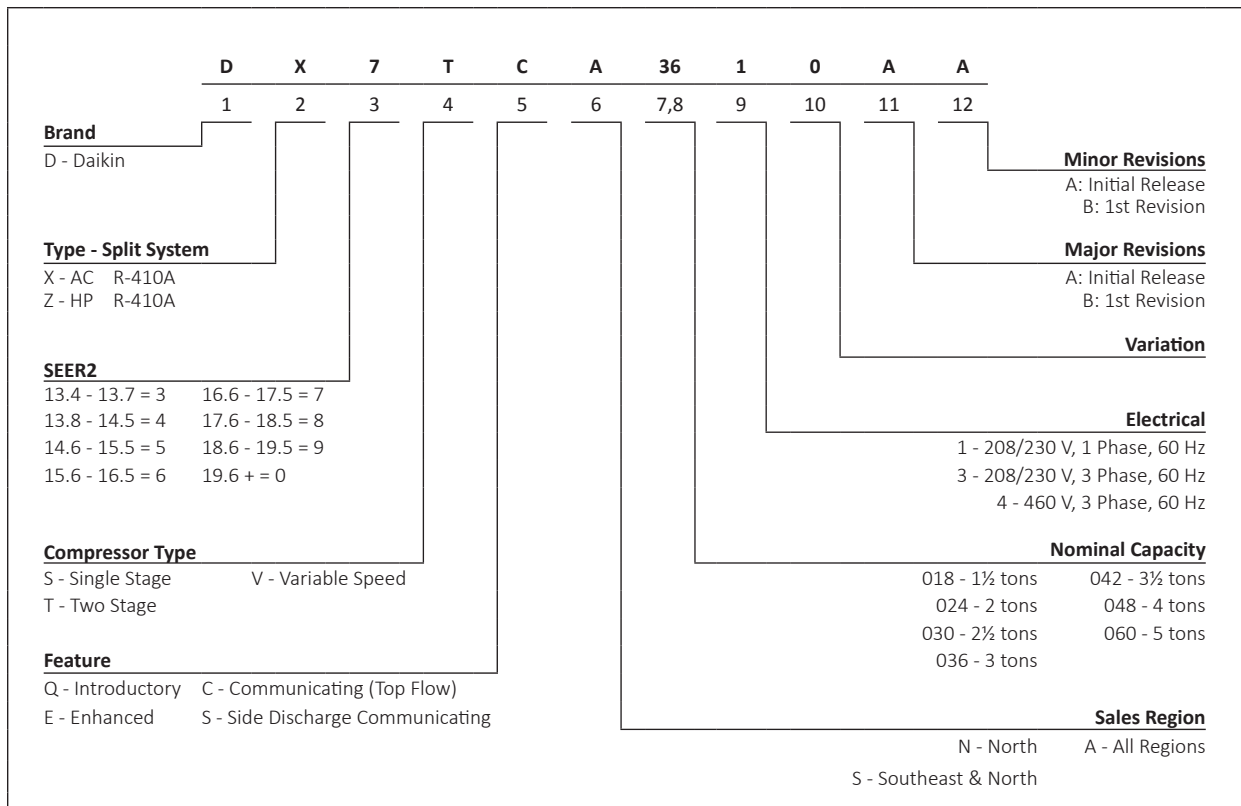 D X 7 T C A 36 1 0 A A
1 2 3 4 5 6 7,8 9 10 11 12
Brand
D - Daikin
Minor Revisions
A: Initial Release
B: 1st Revision
Type - Split System
X - AC R-410A
Z - HP R-410A
Major Revisions
A: Initial Release
B: 1st Revision
Variation
SEER2
13.4 - 13.7 = 3 16.6 - 17.5 = 7
13.8 - 14.5 = 4 17.6 - 18.5 = 8
14.6 - 15.5 = 5 18.6 - 19.5 = 9
15.6 - 16.5 = 6 19.6 + = 0
Electrical
1 - 208/230 V, 1 Phase, 60 Hz
3 - 208/230 V, 3 Phase, 60 Hz
4 - 460 V, 3 Phase, 60 Hz
Compressor Type
S - Single Stage V - Variable Speed
T - Two Stage
Nominal Capacity
018 - 1½ tons 042 - 3½ tons
024 - 2 tons 048 - 4 tons
030 - 2½ tons 060 - 5 tons
036 - 3 tons
Feature
Q - Introductory C - Communicating (Top Flow)
E - Enhanced S - Side Discharge Communicating
Sales Region
N - North A - All Regions
S - Southeast & North